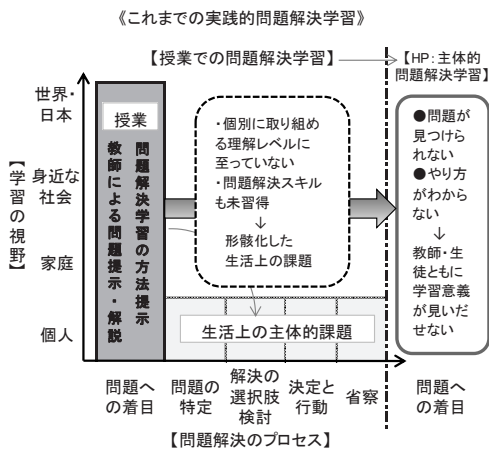 《これまでの実践的問題解決学習》
【授業での問題解決学習】
【HP:主体的
問題解決学習】
【学習の視野】
世界・
日本
身近な
社会
家庭
個人
授業
問題解決学習の方法提示
教師による問題提示・解説
・個別に取り組め
る理解レベルに
至っていない
・問題解決スキル
も未習得
↓
形骸化した
生活上の課題
生活上の主体的課題
●問題が
見つけら
れない
●やり方
がわから
ない
↓
教師・生
徒ともに
学習意義
が見いだ
せない
問題へ
の着目
問題の
特定
解決の
選択肢
検討
決定と
行動
省察
問題へ
の着目
【問題解決のプロセス】